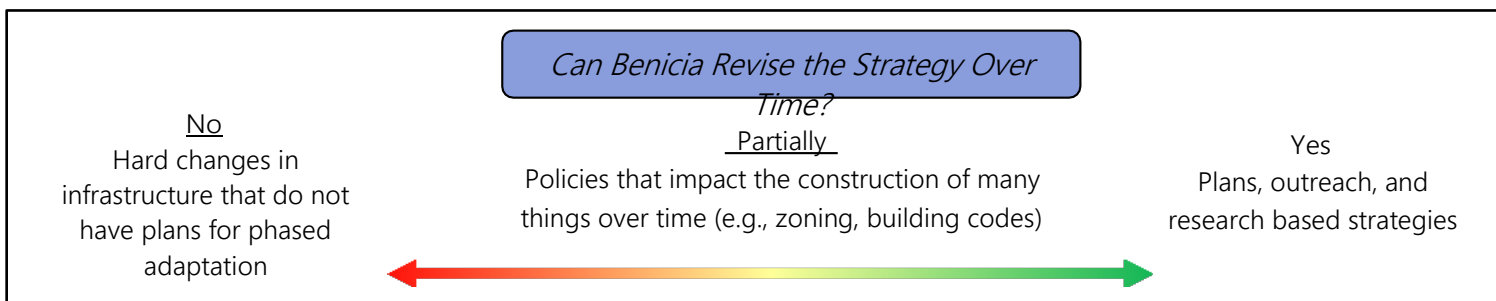 Can Benicia Revise the Strategy Over
Time?
No
Hard changes in
infrastructure that do not
have plans for phased
adaptation
Partially
Policies that impact the construction of many
things over time (e.g., zoning, building codes)
Yes
Plans, outreach, and
research based strategies